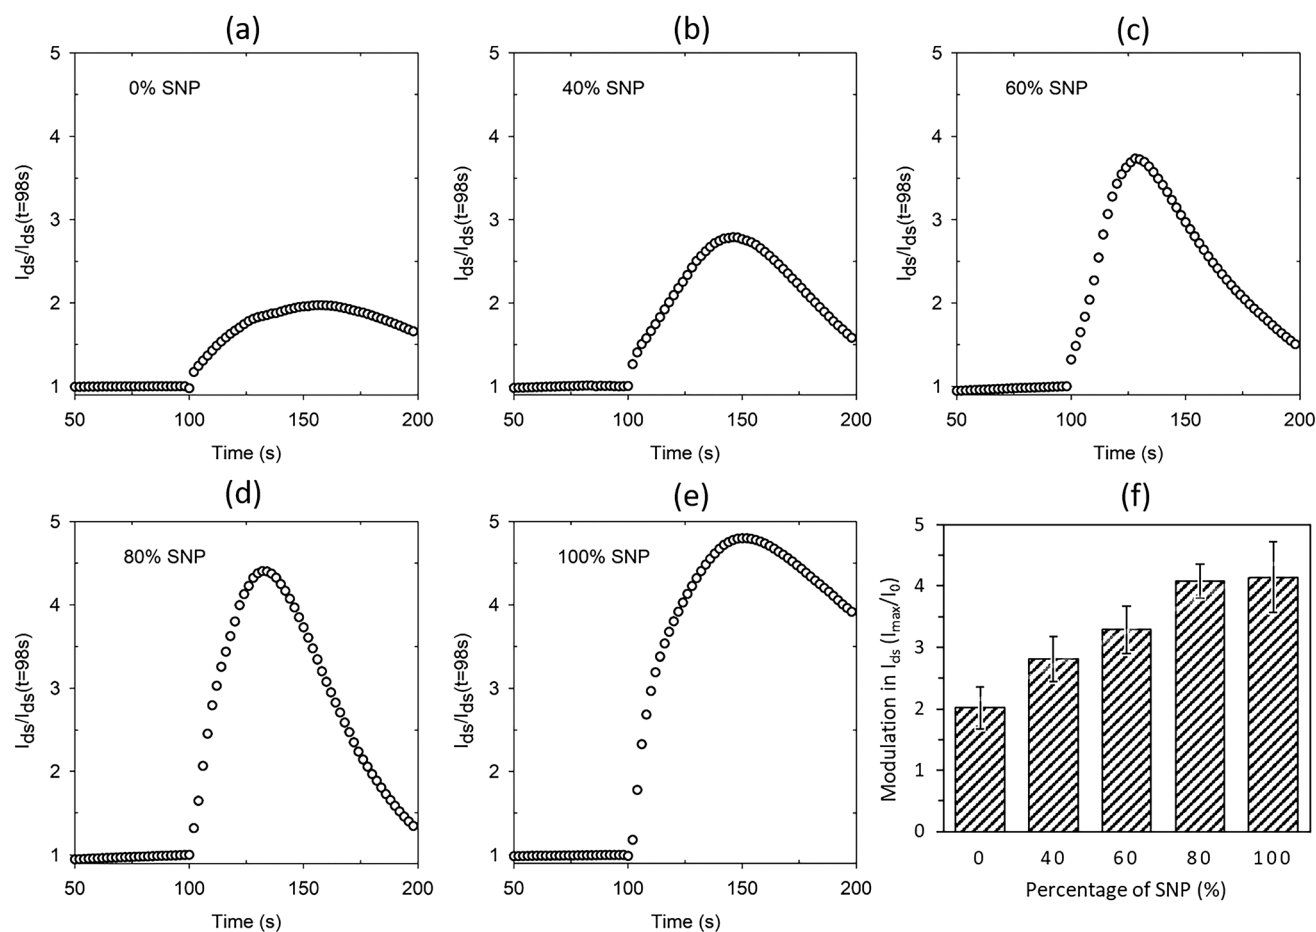 (a)
5
4
3
2
1
Ids/Ids(t=98s)
0% SNP
50 100 150 200
Time (s)
(b)
5
4
3
2
1
Ids/Ids(t=98s)
40% SNP
50 100 150 200
Time (s)
(c)
5
4
3
2
1
Ids/Ids(t=98s)
60% SNP
50 100 150 200
Time (s)
(d)
5
4
3
2
1
Ids/Ids(t=98s)
80% SNP
50 100 150 200
Time (s)
(e)
5
4
3
2
1
Ids/Ids(t=98s)
100% SNP
50 100 150 200
Time (s)
(f)
5
4
3
2
1
0
Modulation in Ids (Imax/I0)
0 40 60 80 100
Percentage of SNP (%)